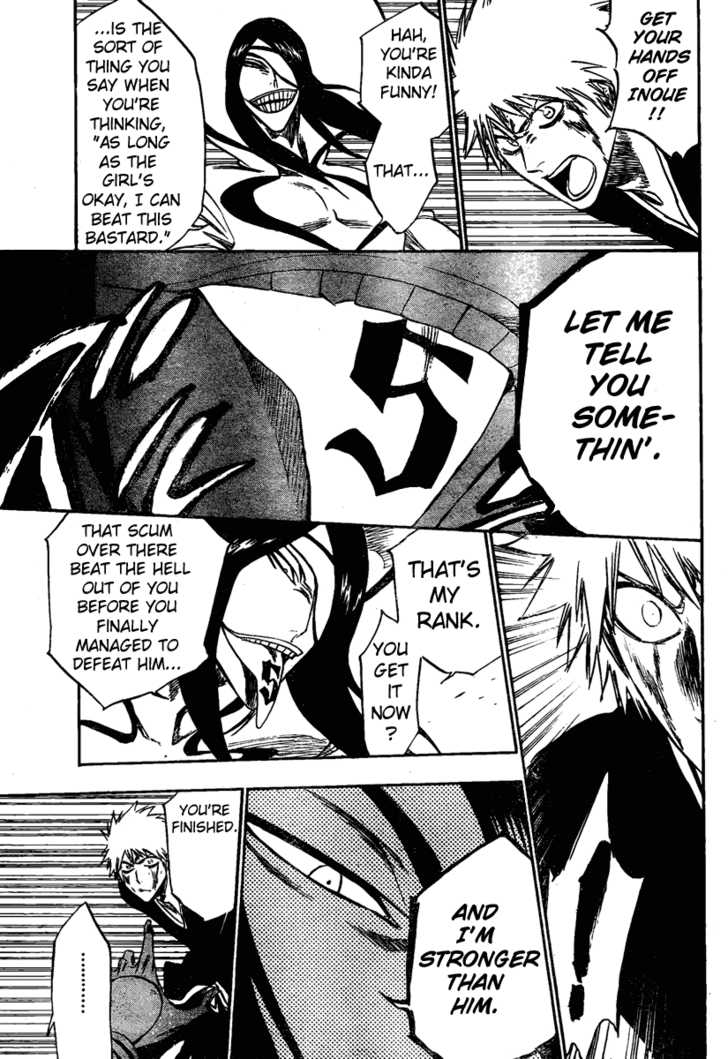 GET
YOUR
HANDS
OFF
INOUE
!!
HAH,
YOU'RE
KINDA
FUNNY!
THAT...
...IS THE
SORT OF
THING YOU
SAY WHEN
YOU'RE
THINKING,
"AS LONG
AS THE
GIRL'S
OKAY, I CAN
BEAT THIS
BASTARD."
LET ME
TELL
YOU
SOME-
THIN'.
5
THAT'S
MY
RANK.
YOU
GET
IT
NOW
?
5
THAT SCUM
OVER THERE
BEAT THE HELL
OUT OF YOU
BEFORE YOU
FINALLY
MANAGED TO
DEFEAT HIM...
AND
I'M
STRONGER
THAN
HIM.
YOU'RE
FINISHED.
.........